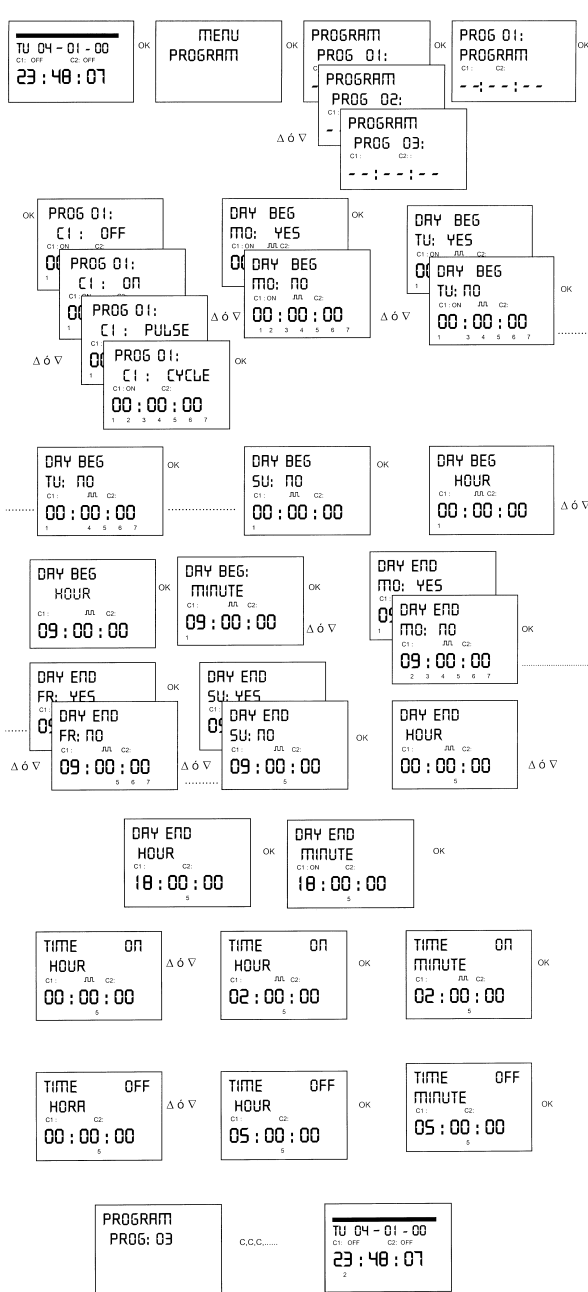 TU 04 - 01 - 00
C1: OFF C2: OFF
23 : 48 : 07
OK
MENU
PROGRAM
OK
PROGRAM
PROG 01:
PROGRAM
PROG 02:
C1 :
PROGRAM
PROG 03:
C1 : C2: :
- - : - - : - -
Δ ó ∇
OK
PROG 01:
PROGRAM
C1 : C2: :
- - : - - : - -
OK
OK
PROG 01:
C1 : OFF
C1 : ON C2:
PROG 01:
C1 : ON
PROG 01:
C1 : PULSE
PROG 01:
C1 : CYCLE
C1 : ON C2:
00 : 00 : 00
1 2 3 4 5 6 7
Δ ó ∇
OK
DAY BEG
MO: YES
C1 : ON C2:
DAY BEG
MO: NO
C1 : ON C2:
00 : 00 : 00
1 2 3 4 5 6 7
Δ ó ∇
OK
DAY BEG
TU: YES
C1 : ON C2:
DAY BEG
TU: NO
C1 : ON C2:
00 : 00 : 00
1 3 4 5 6 7
Δ ó ∇
OK
..........
DAY BEG
TU: NO
C1 : C2:
00 : 00 : 00
1 4 5 6 7
OK
DAY BEG
SU: NO
C1 : C2:
00 : 00 : 00
1
OK
DAY BEG
HOUR
C1 : C2:
00 : 00 : 00
1
Δ ó ∇
DAY BEG
HOUR
C1 : C2:
09 : 00 : 00
OK
DAY BEG:
MINUTE
C1 : C2:
09 : 00 : 00
1
OK
Δ ó ∇
DAY END
MO: YES
C1 :
DAY END
MO: NO
C1 : C2:
09 : 00 : 00
2 3 4 5 6 7
OK
DAY END
FR: YES
C1 :
DAY END
FR: NO
C1 : C2:
09 : 00 : 00
5 6 7
Δ ó ∇
OK
DAY END
SU: YES
C1 :
DAY END
SU: NO
C1 : C2:
09 : 00 : 00
5
Δ ó ∇
OK
DAY END
HOUR
C1 : C2:
00 : 00 : 00
5
Δ ó ∇
DAY END
HOUR
C1 : C2:
18 : 00 : 00
5
OK
DAY END
MINUTE
C1 : ON C2:
18 : 00 : 00
5
OK
TIME ON
HOUR
C1 : C2:
00 : 00 : 00
5
Δ ó ∇
TIME ON
HOUR
C1 : C2:
02 : 00 : 00
5
OK
TIME ON
MINUTE
C1 : C2:
02 : 00 : 00
5
OK
TIME OFF
HORA
C1 : C2:
00 : 00 : 00
5
Δ ó ∇
TIME OFF
HOUR
C1 : C2:
05 : 00 : 00
5
OK
TIME OFF
MINUTE
C1 : C2:
05 : 00 : 00
5
OK
PROGRAM
PROG: 03
C,C,C,......
TU 04 - 01 - 00
C1: OFF C2: OFF
23 : 48 : 07
2